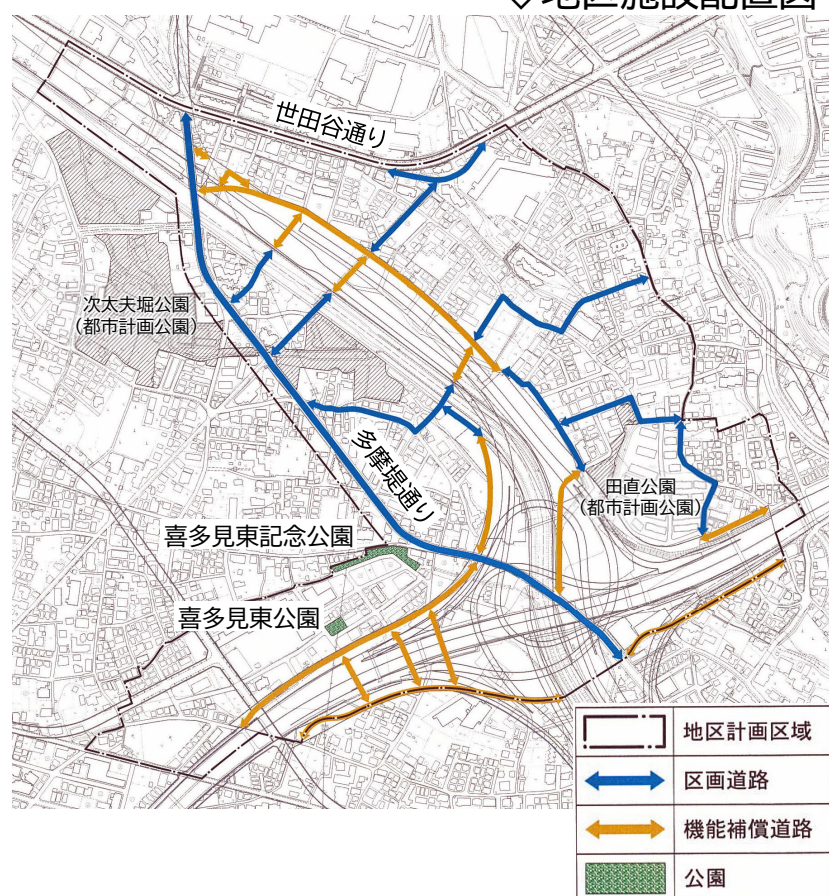 世田谷通り
次太夫堀公園
(都市計画公園)
多摩堤通り
田直公園
(都市計画公園)
喜多見東記念公園
喜多見東公園
地区計画区域
区画道路
機能補償道路
公園